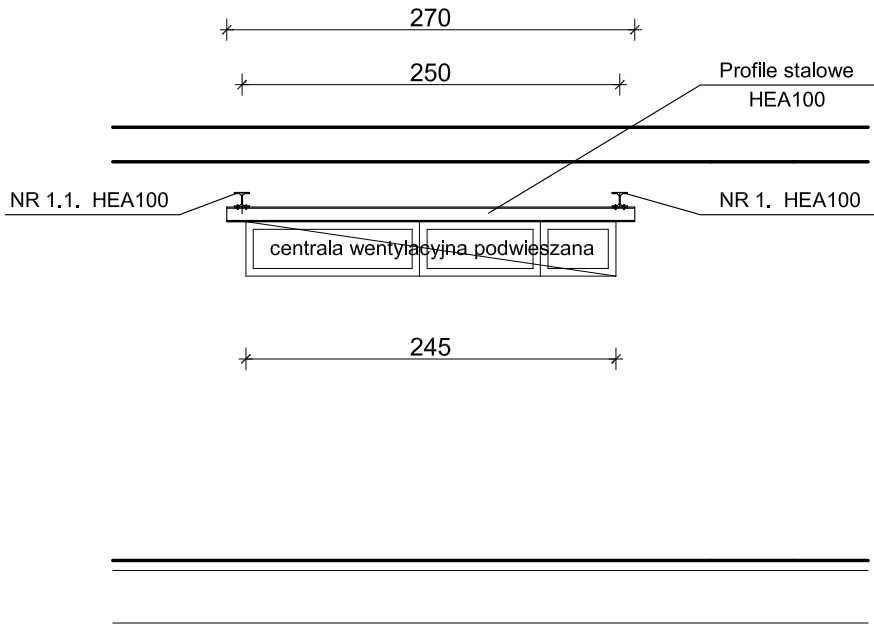 270
250
Profile stalowe
HEA100
NR 1.1. HEA100
NR 1. HEA100
centrala wentylacyjna podwieszana
245